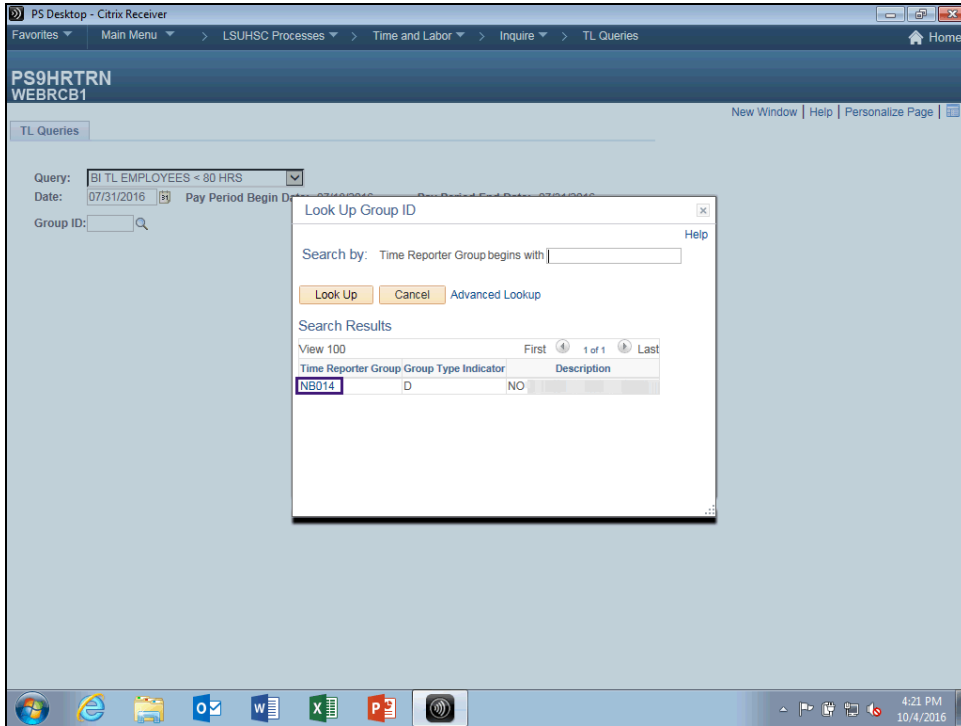 PS Desktop - Citrix Receiver
Favorites Main Menu > LSUHSC Processes > Time and Labor > Inquire > TL Queries Home
PS9HRTRN
WEBRCB1
New Window | Help | Personalize Page |
TL Queries
Query: BI TL EMPLOYEES < 80 HRS
Date: 07/31/2016 31 Pay Period Begin
Group ID:
Look Up Group ID
Help
Search by: Time Reporter Group begins with
Look Up Cancel Advanced Lookup
Search Results
View 100 First 1 of 1 Last
Time Reporter Group Group Type Indicator Description
NB014 D NO
4:21 PM
10/4/2016